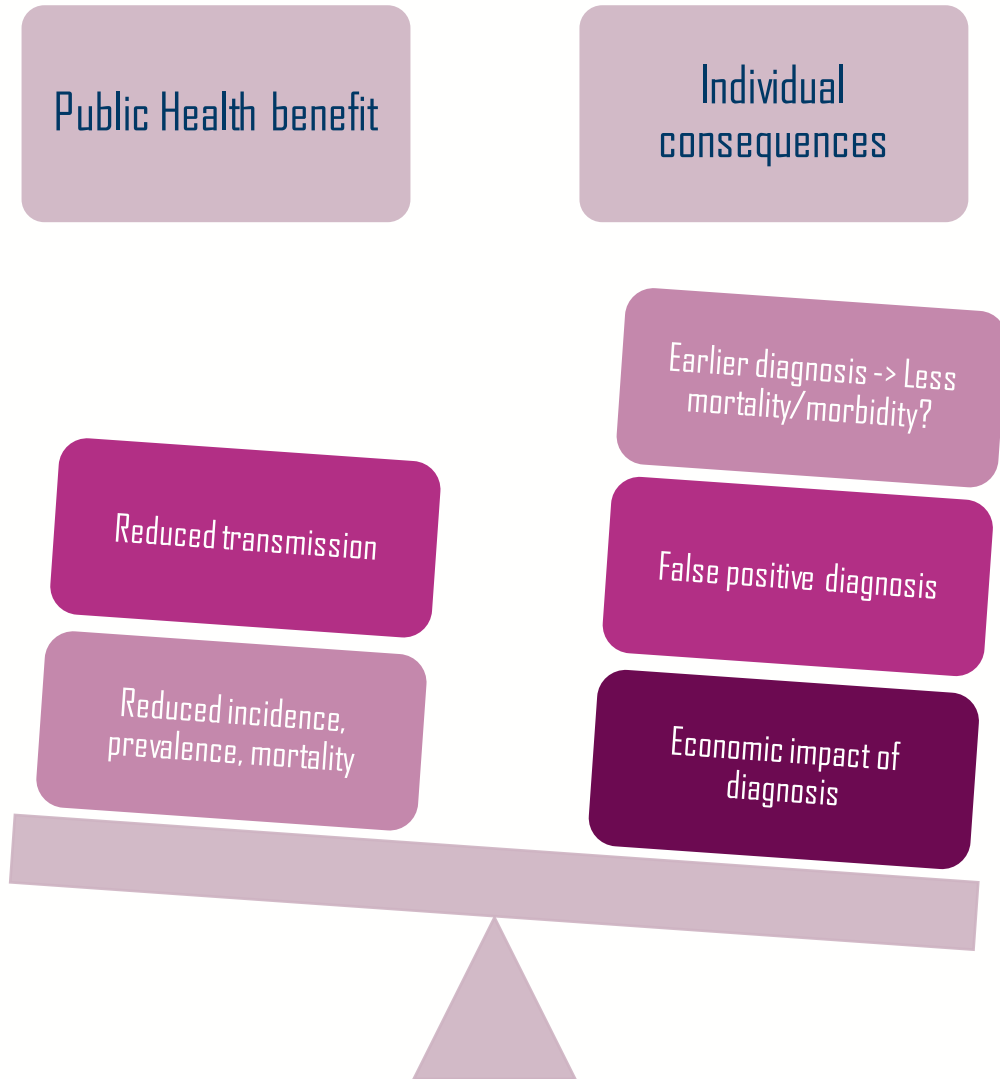 Public Health benefit
Individual
consequences
Earlier diagnosis -> Less
mortality/morbidity?
Reduced transmission
False positive diagnosis
Reduced incidence,
prevalence, mortality
Economic impact of
diagnosis